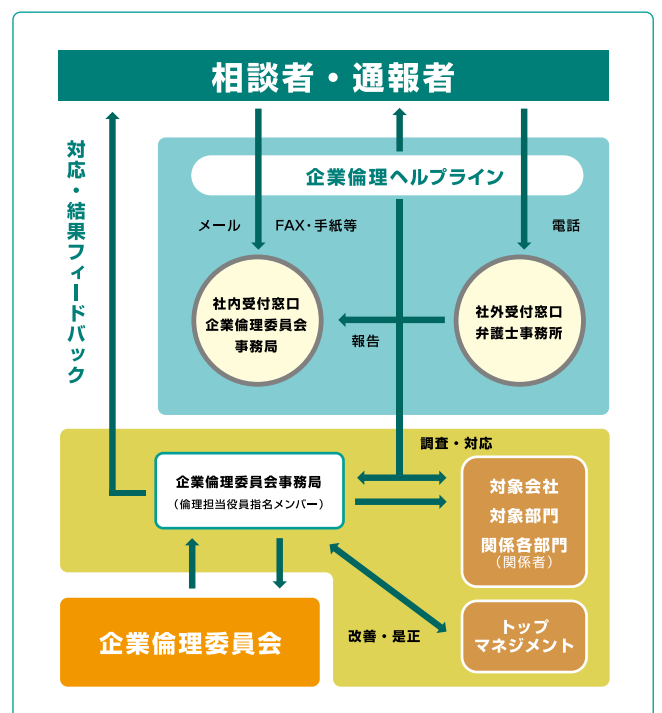 相談者・通報者
対応・結果フィードバック
企業倫理ヘルプライン
メール
FAX・手紙等
電話
社内受付窓口
企業倫理委員会
事務局
社外受付窓口
弁護士事務所
報告
調査・対応
企業倫理委員会事務局
（倫理担当役員指名メンバー）
対象会社
対象部門
関係各部門
（関係者）
企業倫理委員会
改善・是正
トップ
マネジメント